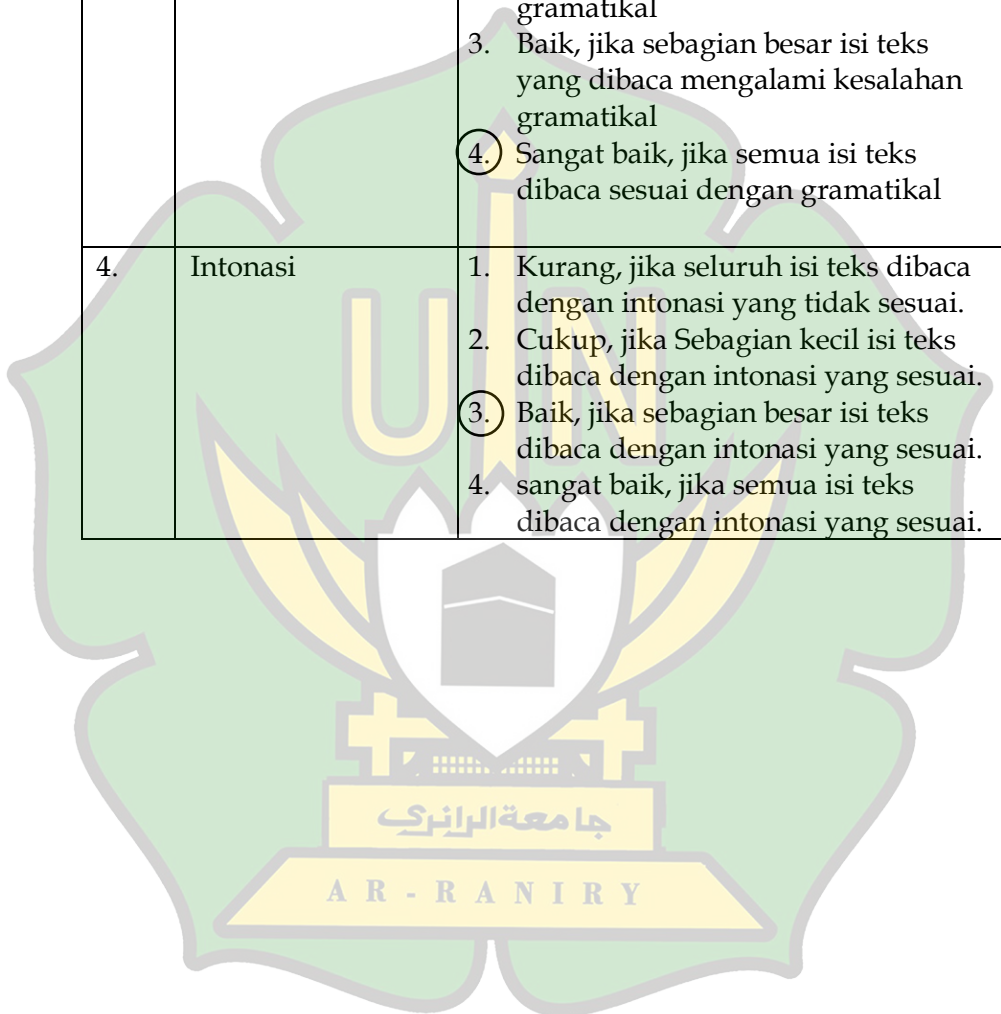 gramatikal
3. Baik, jika sebagian besar isi teks
yang dibaca mengalami kesalahan
gramatikal
4. Sangat baik, jika semua isi teks
dibaca sesuai dengan gramatikal
4. Intonasi 1. Kurang, jika seluruh isi teks dibaca
dengan intonasi yang tidak sesuai.
2. Cukup, jika Sebagian kecil isi teks
dibaca dengan intonasi yang sesuai.
3. Baik, jika sebagian besar isi teks
dibaca dengan intonasi yang sesuai.
4. sangat baik, jika semua isi teks
dibaca dengan intonasi yang sesuai.
UIN
جامعة الرانري
AR-RANIRY